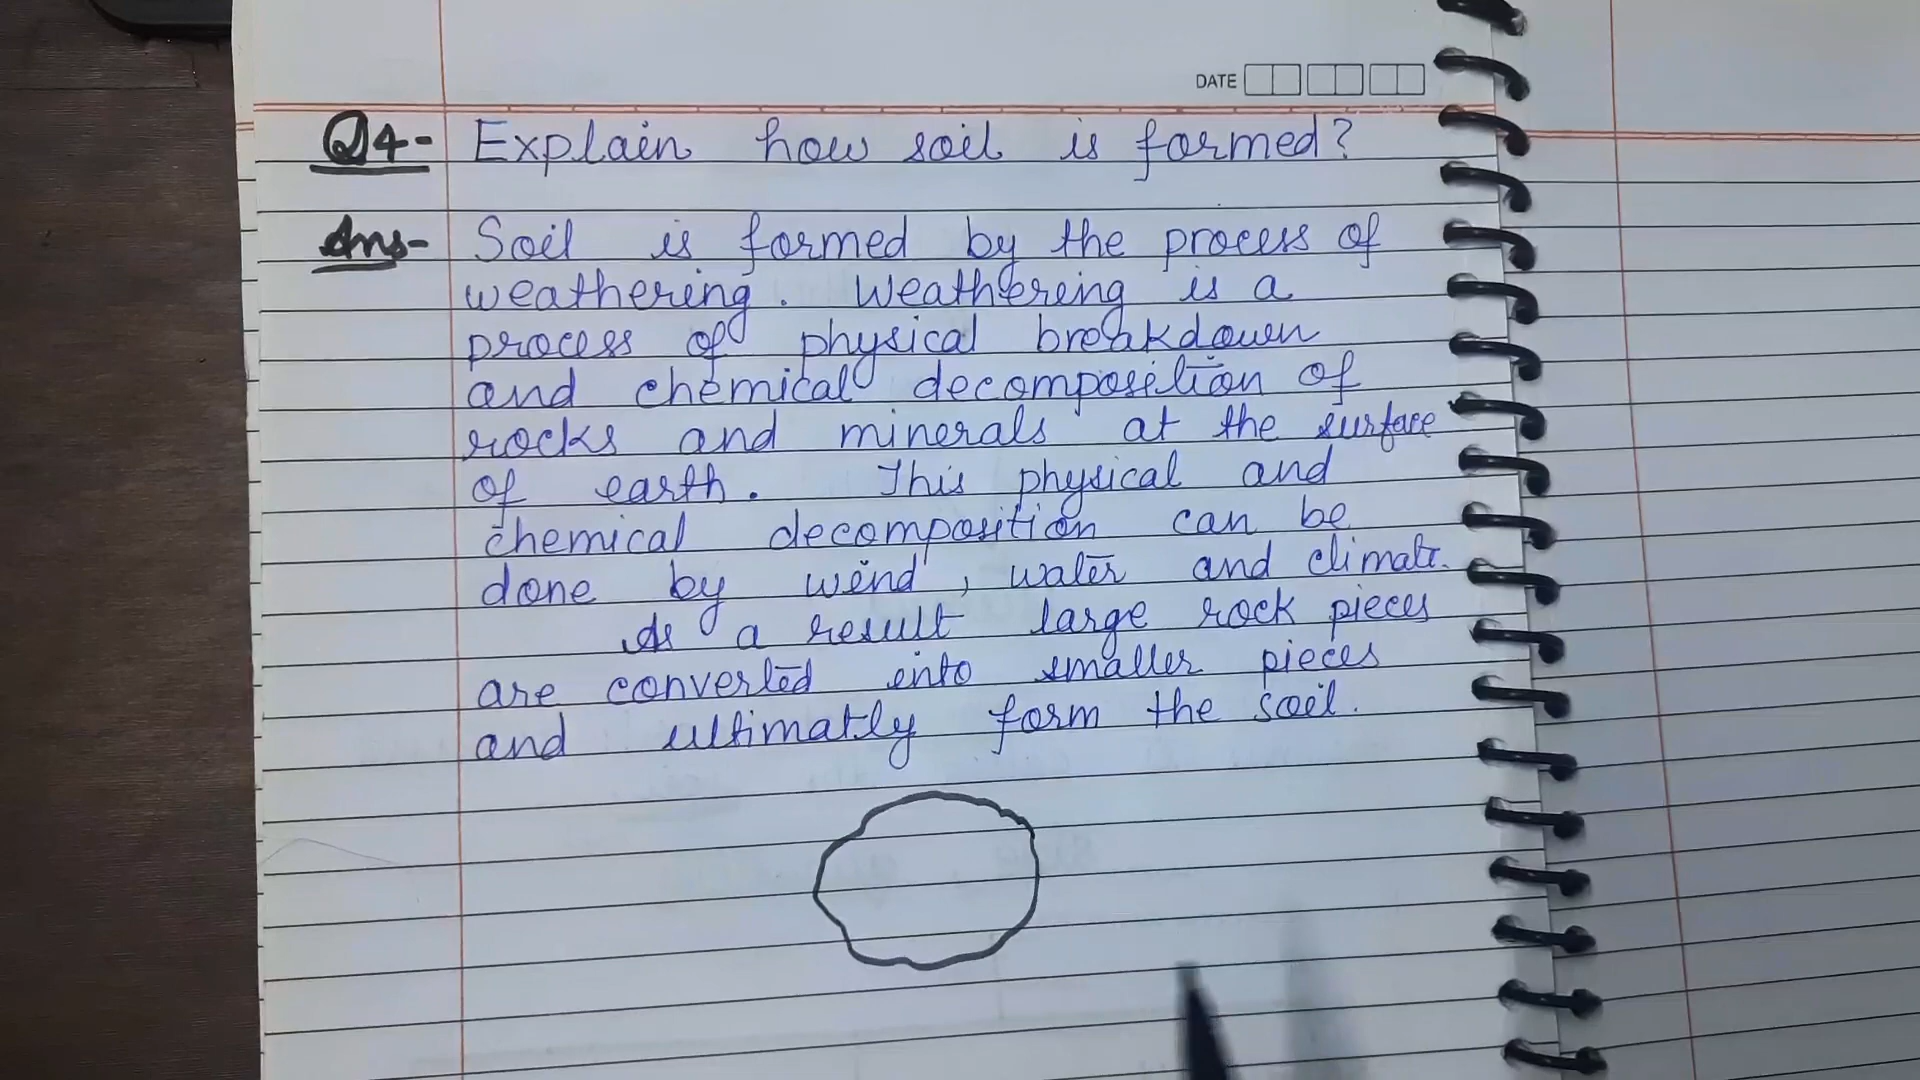 DATE
Q4- Explain how soil is formed?
Ans- Soil is formed by the process of
weathering. Weathering is a
process of physical breakdown
and chemical decomposition of
rocks and minerals at the surface
of earth. This physical and
chemical decomposition can be
done by wind, water and climate.
As a result large rock pieces
are converted into smaller pieces
and ultimatly form the soil.